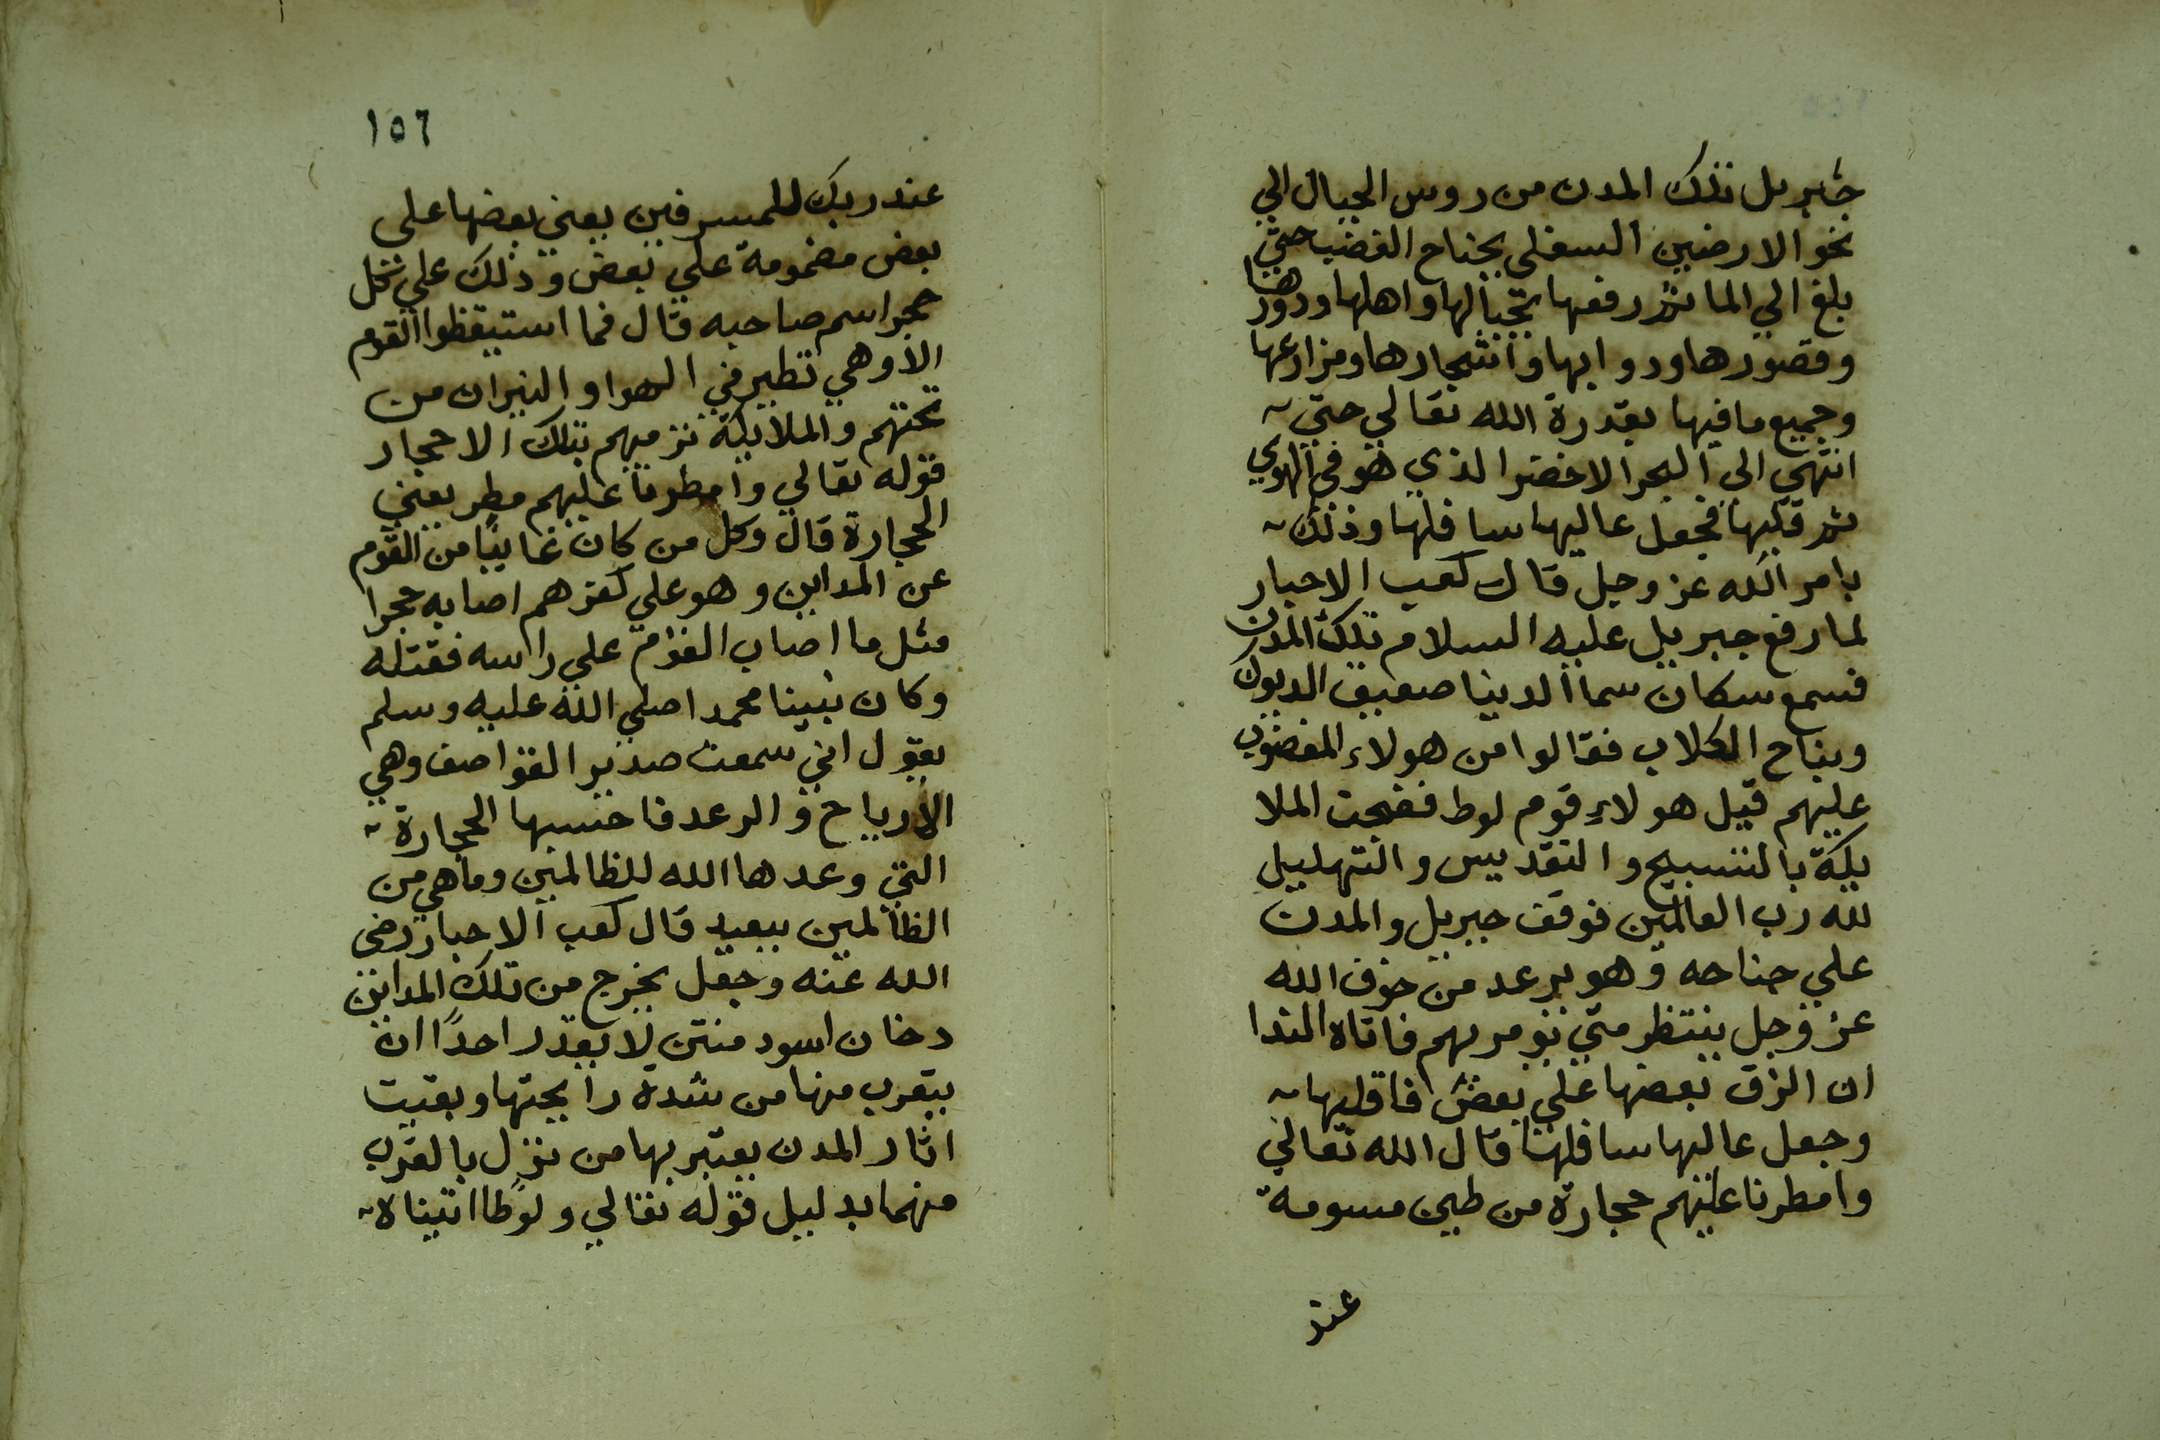 جبريل تلك المدن من روس الجبال الي
نحو الارضين السفلي بجناح الغضب حتي
بلغ الي الما ثم رفعها بجبالها واهلها ودورها
وقصورها ودوابها واشجارها ومزارعها
وجميع ما فيها بقدرة الله تعالي حتي
انتهي الي البحر الاخضر الذي هو في الهوي
ثم قلبها فجعل عاليها سافلها وذلك
بامر الله عز وجل قال كعب الاحبار
لما رفع جبريل عليه السلام تلك المدن
فسمع سكان سما الدنيا صعيق الديوك
ونباح الكلاب فقالوا من هولاء المغضوب
عليهم قيل هولاء قوم لوط فضجت الملا
يكة بالتسبيح والتقديس والتهليل
لله رب العالمين فوقف جبريل والمدن
علي جناحه وهو يرعد من خوف الله
عز وجل ينتظر متي يومر بهم فاتاه الندا
ان الزق بعضها علي بعض فاقلبها
وجعل عاليها سافلها قال الله تعالي
وامطرنا عليهم حجارة من طين مسومة
عند
١٥٦
عند ربك للمسرفين يعني بعضها علي
بعض مضمومة علي بعض وذلك علي كل
حجر اسم صاحبه قال فما استيقظوا القوم
الا وهي تطير في الهوا والنيران من
تحتهم والملايكة ترميهم بتلك الاحجار
قوله تعالي وامطرنا عليهم مطر يعني
الحجارة قال وكل من كان غايبًا من القوم
عن المداين وهو علي كفرهم اصابه حجرا
مثل ما اصاب القوم علي راسه فقتله
وكان نبينا محمدا صلي الله عليه وسلم
يقول اني سمعت صدير القواصف وهي
الارياح والرعد فاحسبها الحجارة
التي وعدها الله للظالمين وما هي من
الظالمين ببعيد قال كعب الاحبار رضي
الله عنه وجعل يخرج من تلك المداين
دخان اسود منتن لا يقدر احدًا ان
يتقرب منها من شدة رايحتها وبقيت
اثار المدن يعتبر بها من نزل بالقرب
منهما بدليل قوله تعالي ولوطًا اتيناه